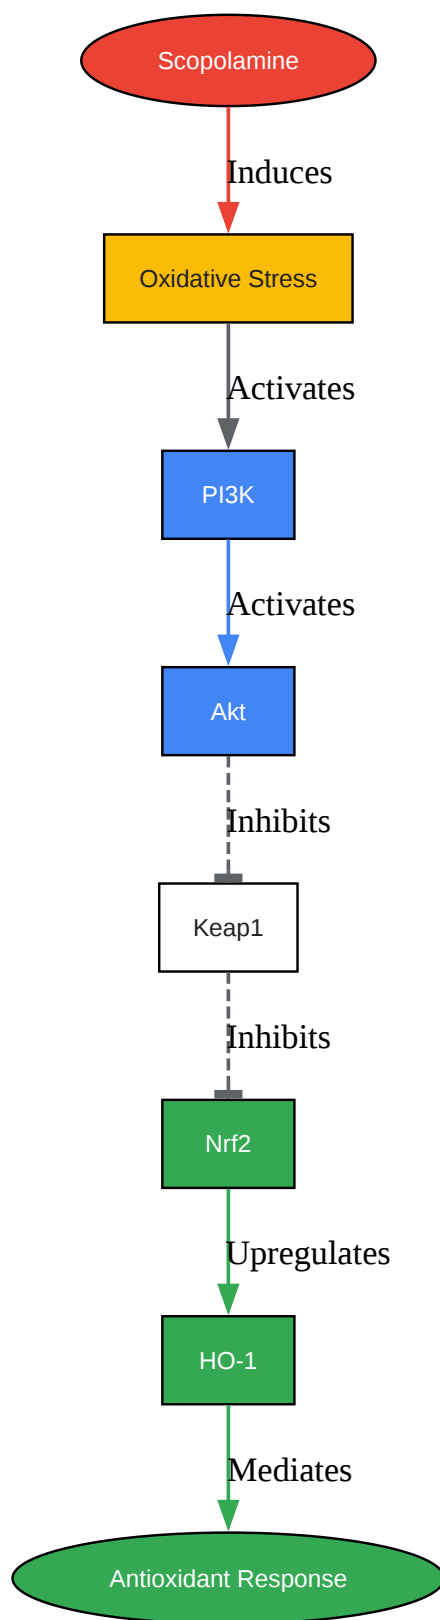 Scopolamine
Induces
Oxidative Stress
Activates
PI3K
Activates
Akt
Inhibits
Keap1
Inhibits
Nrf2
Upregulates
HO-1
Mediates
Antioxidant Response